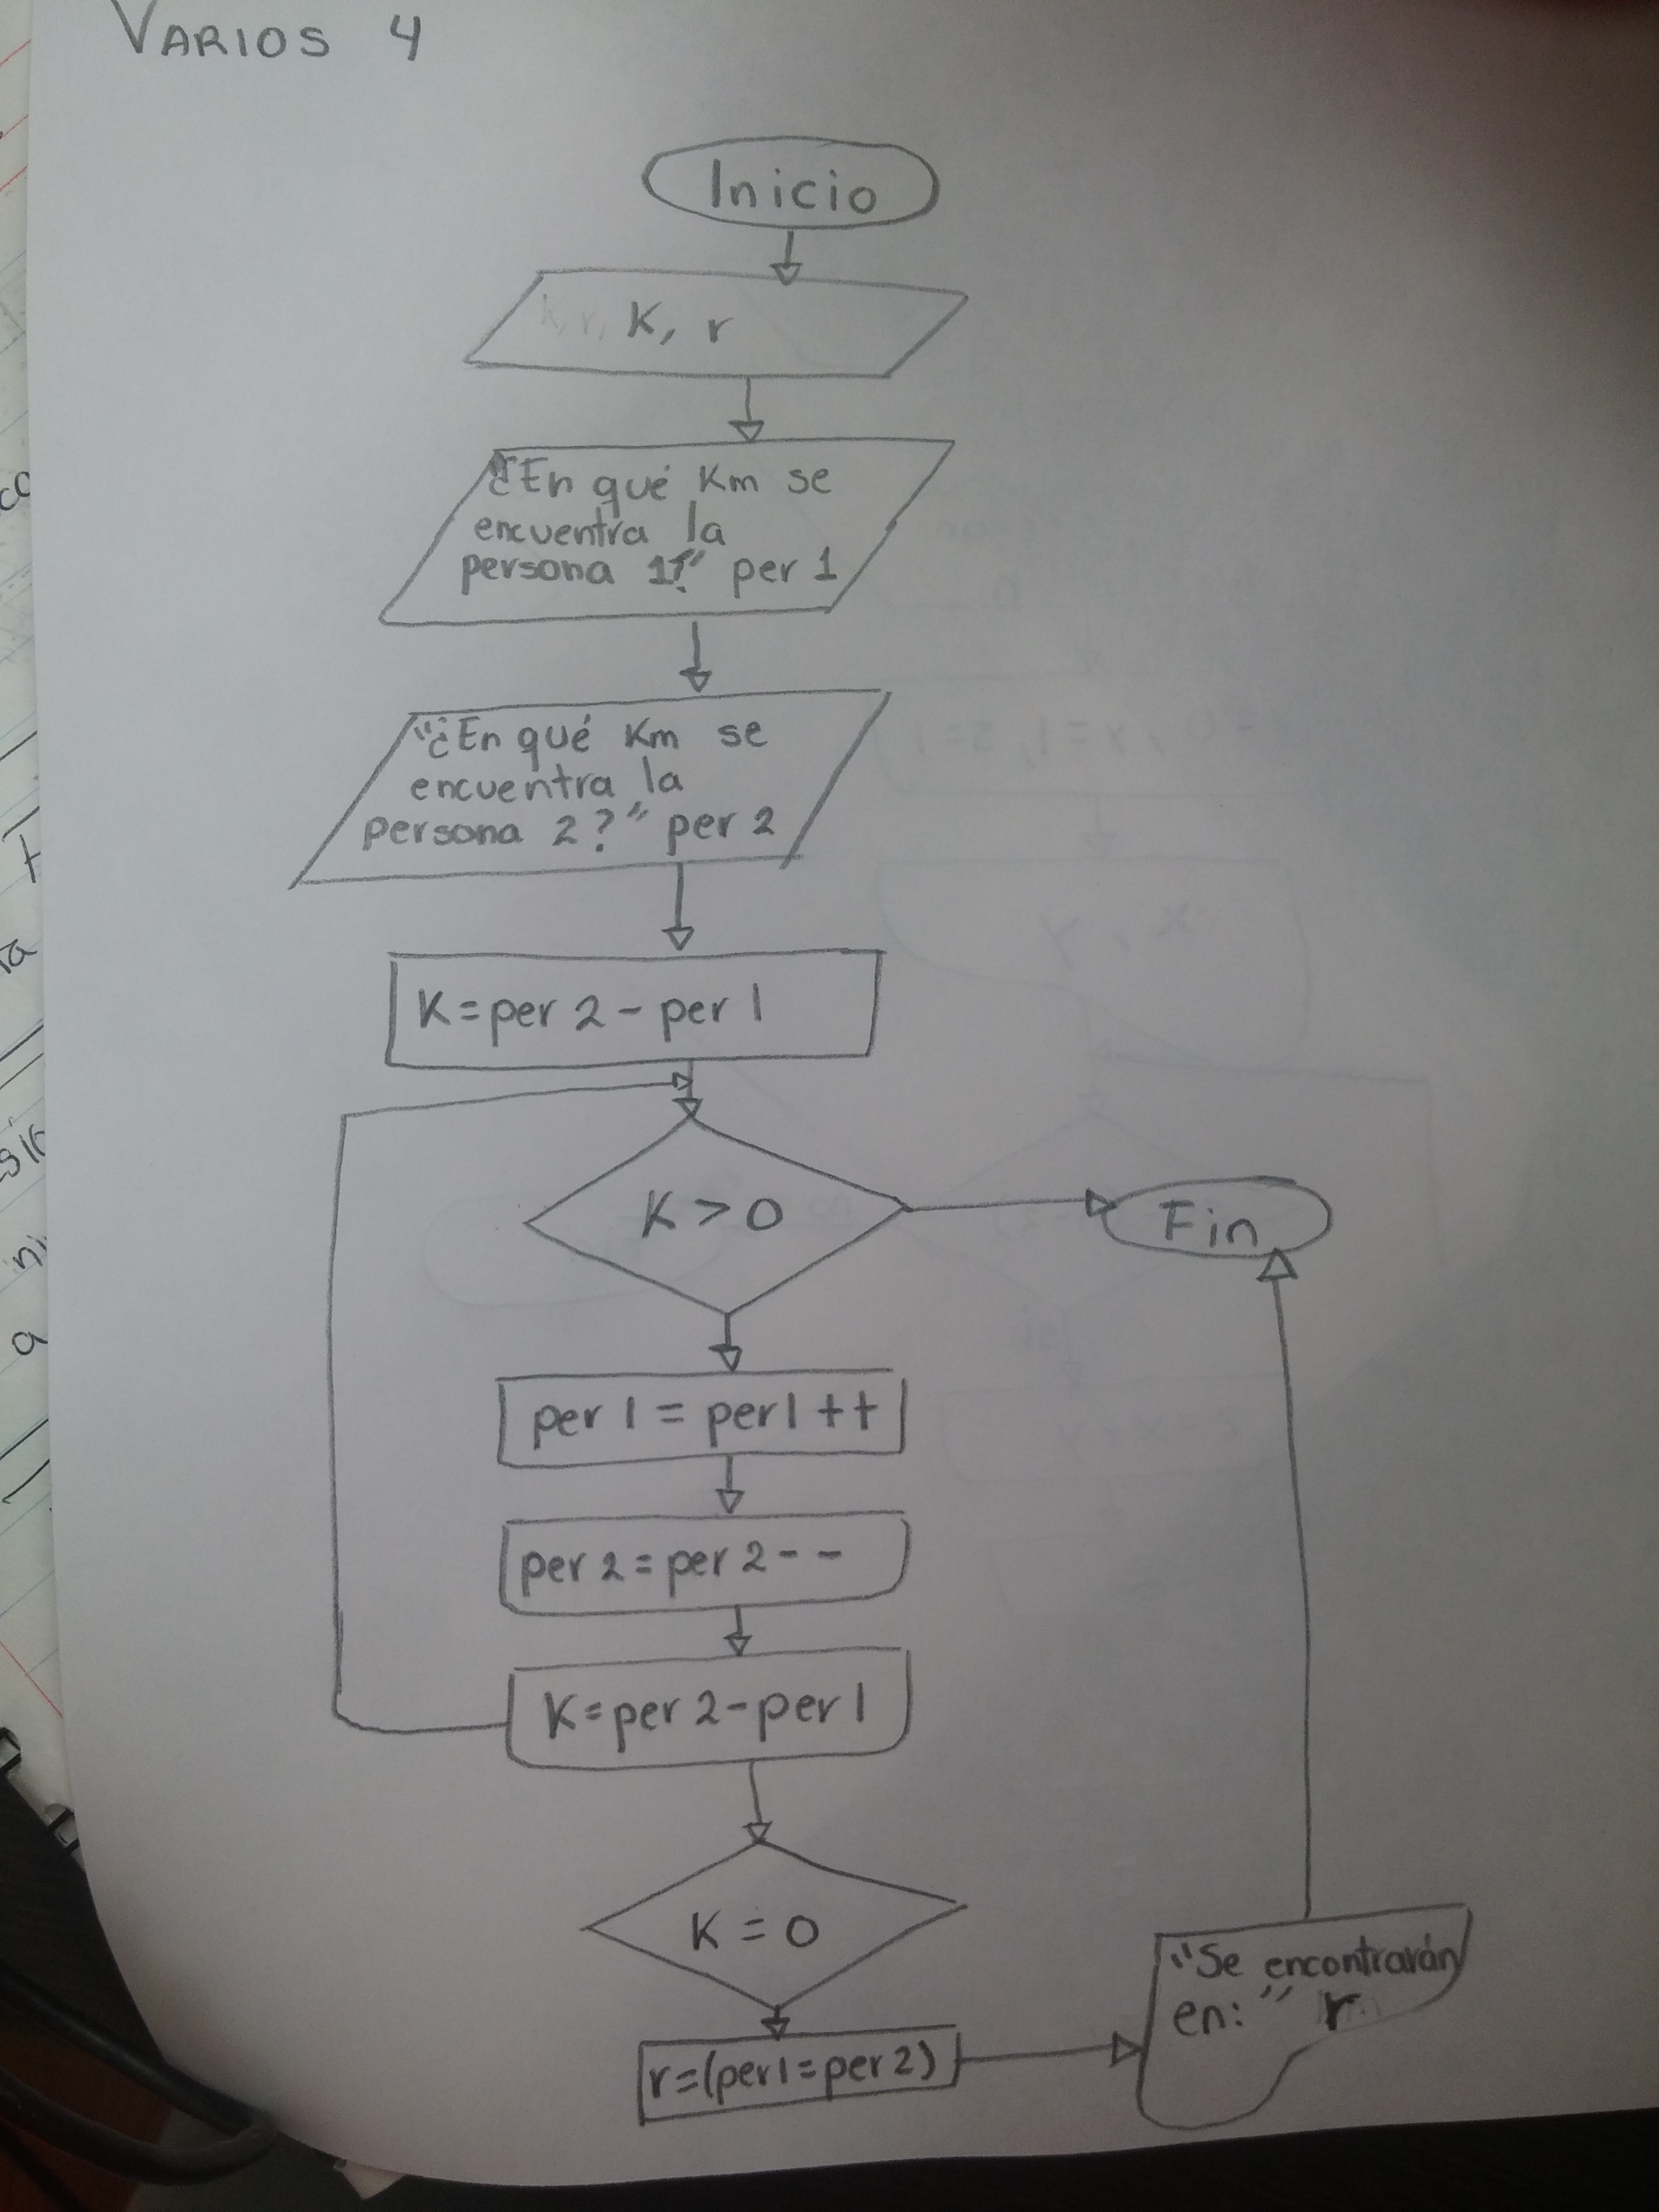 VARIOS 4
Inicio
K, r
"¿En qué Km se
encuentra la
persona 1?" per 1
"¿En qué Km se
encuentra la
persona 2?" per 2
K=per 2 - per 1
K > 0
Fin
per 1 = per1 ++
per 2 = per 2 - -
K=per 2-per 1
K = 0
r=(per1=per2)
"Se encontrarán
en:" r